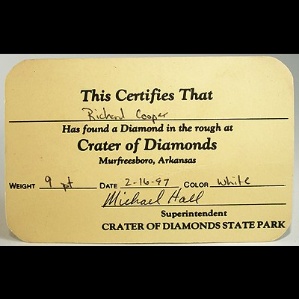 This Certifies That
Richard Cooper
Has found a Diamond in the rough at
Crater of Diamonds
Murfreesboro, Arkansas
WEIGHT 9 pt DATE 2-16-97 COLOR White
Michael Hall
Superintendent
CRATER OF DIAMONDS STATE PARK